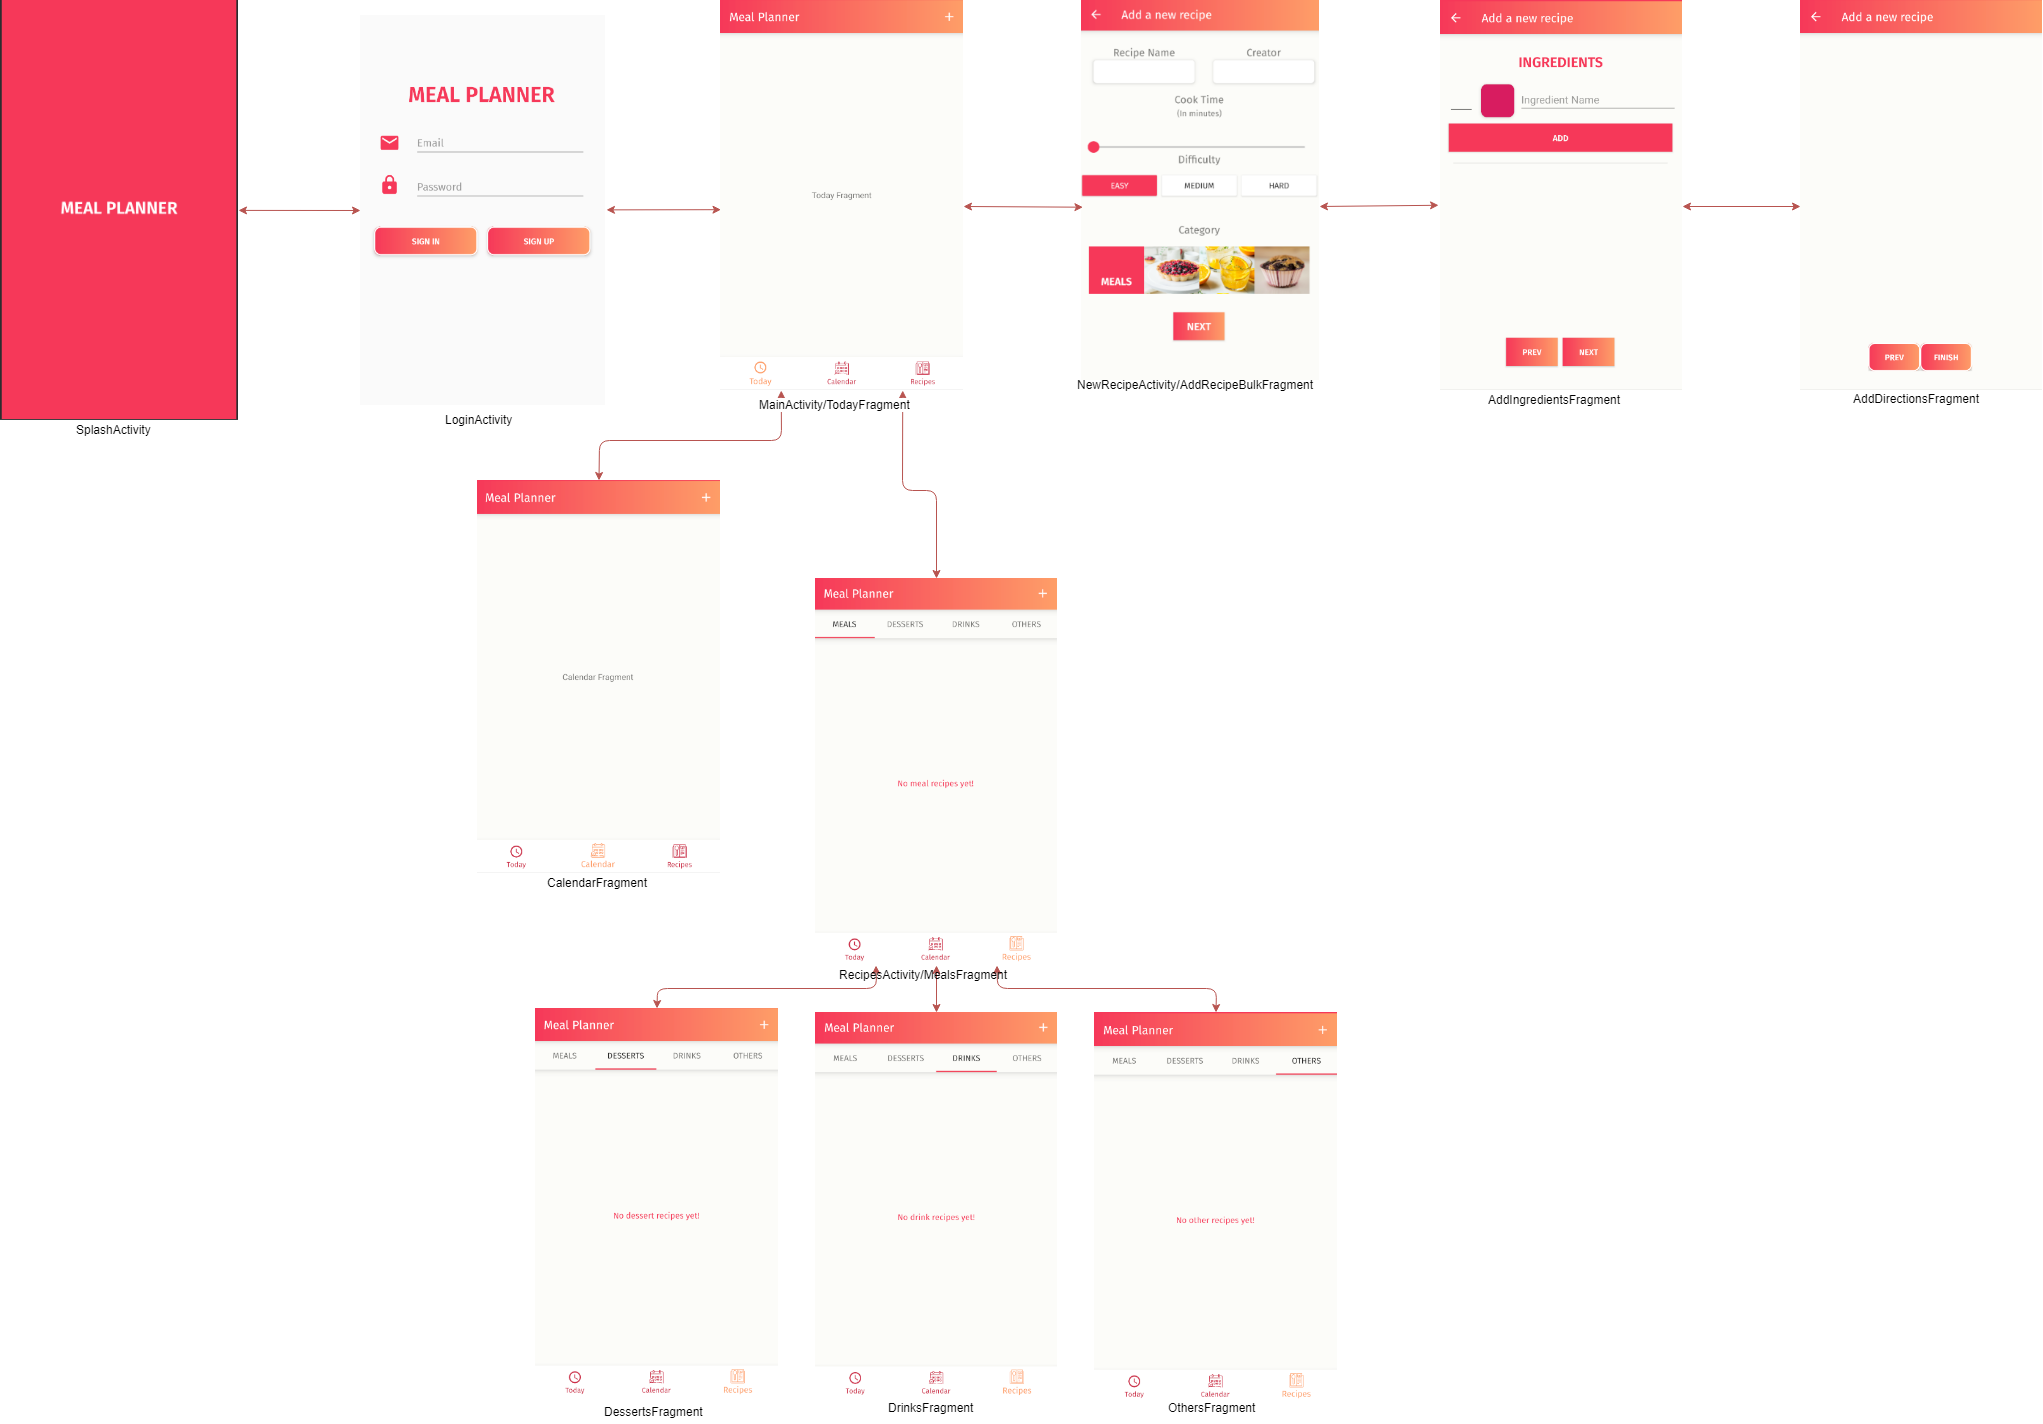 MEAL PLANNER
SplashActivity
MEAL PLANNER
Email
Password
SIGN IN
SIGN UP
LoginActivity
Meal Planner +
Today Fragment
Today
Calendar
Recipes
MainActivity/TodayFragment
Add a new recipe
Recipe Name
Creator
Cook Time
(In minutes)
Difficulty
EASY
MEDIUM
HARD
Category
MEALS
NEXT
NewRecipeActivity/AddRecipeBulkFragment
Add a new recipe
INGREDIENTS
Ingredient Name
ADD
PREV
NEXT
AddIngredientsFragment
Add a new recipe
PREV
FINISH
AddDirectionsFragment
Meal Planner +
Calendar Fragment
Today
Calendar
Recipes
CalendarFragment
Meal Planner +
MEALS
DESSERTS
DRINKS
OTHERS
No meal recipes yet!
Today
Calendar
Recipes
RecipesActivity/MealsFragment
Meal Planner +
MEALS
DESSERTS
DRINKS
OTHERS
No dessert recipes yet!
Today
Calendar
Recipes
DessertsFragment
Meal Planner +
MEALS
DESSERTS
DRINKS
OTHERS
No drink recipes yet!
Today
Calendar
Recipes
DrinksFragment
Meal Planner +
MEALS
DESSERTS
DRINKS
OTHERS
No other recipes yet!
Today
Calendar
Recipes
OthersFragment